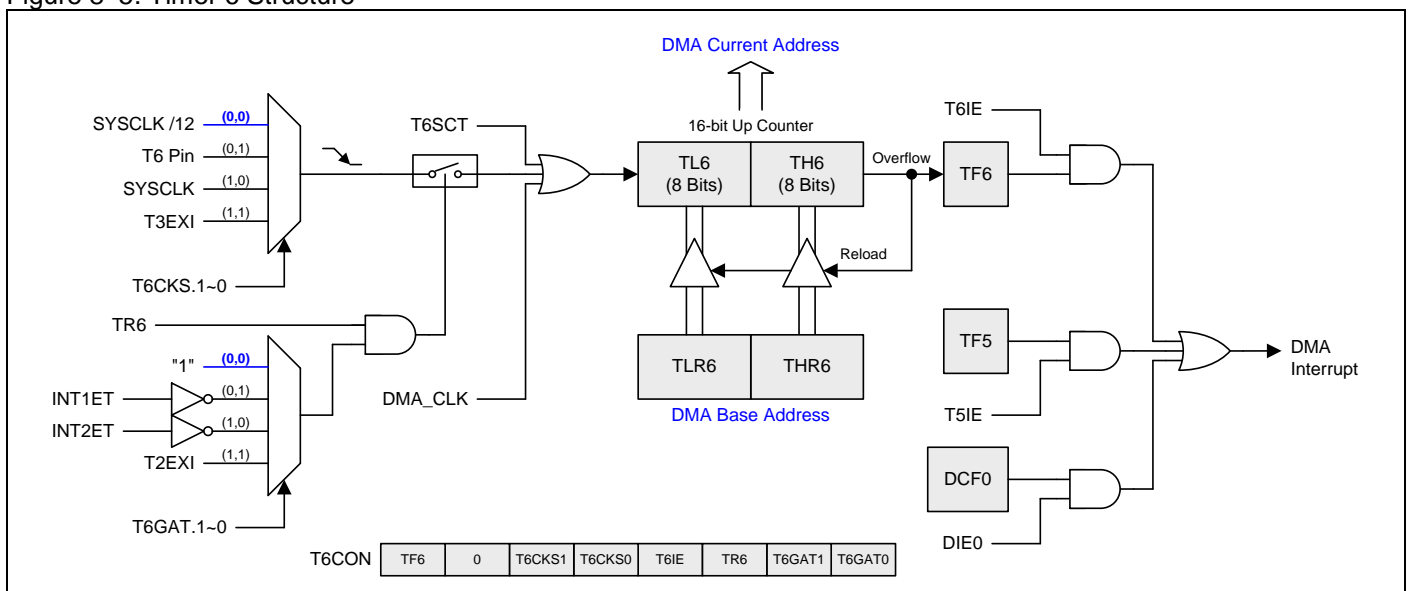 Figure 8–3. Timer 6 Structure
DMA Current Address
SYSCLK /12 (0,0)
T6 Pin (0,1)
SYSCLK (1,0)
T3EXI (1,1)
T6CKS.1~0
T6SCT
16-bit Up Counter
TL6
(8 Bits)
TH6
(8 Bits)
Overflow
TF6
T6IE
Reload
TR6
"1" (0,0)
INT1ET (0,1)
INT2ET (1,0)
T2EXI (1,1)
T6GAT.1~0
DMA_CLK
TLR6
THR6
DMA Base Address
TF5
T5IE
DMA
Interrupt
DCF0
DIE0
T6CON TF6 0 T6CKS1 T6CKS0 T6IE TR6 T6GAT1 T6GAT0